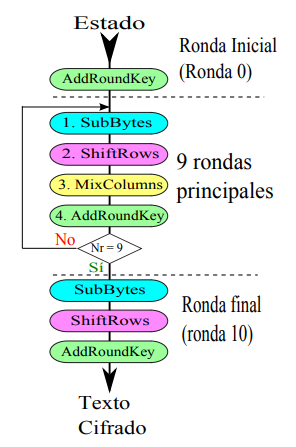 Estado
Ronda Inicial
(Ronda 0)
AddRoundKey
1. SubBytes
2. ShiftRows
3. MixColumns
4. AddRoundKey
9 rondas
principales
No
Nr = 9
Sí
SubBytes
ShiftRows
AddRoundKey
Ronda final
(ronda 10)
Texto
Cifrado